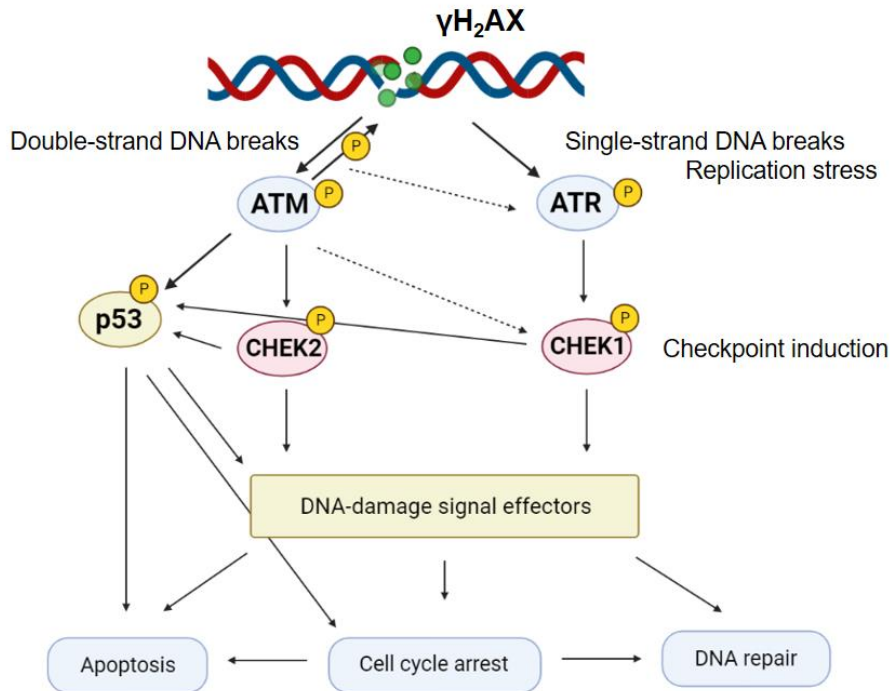 γH₂AX
Double-strand DNA breaks
Single-strand DNA breaks
Replication stress
P
ATM P
ATR P
P
p53
P
CHEK2
P
CHEK1
Checkpoint induction
DNA-damage signal effectors
Apoptosis
Cell cycle arrest
DNA repair